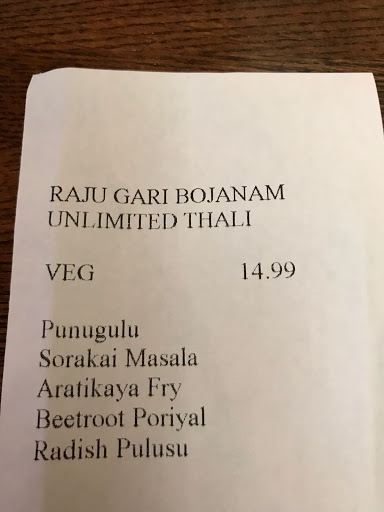 RAJU GARI BOJANAM
UNLIMITED THALI
VEG 14.99
Punugulu
Sorakai Masala
Aratikaya Fry
Beetroot Poriyal
Radish Pulusu